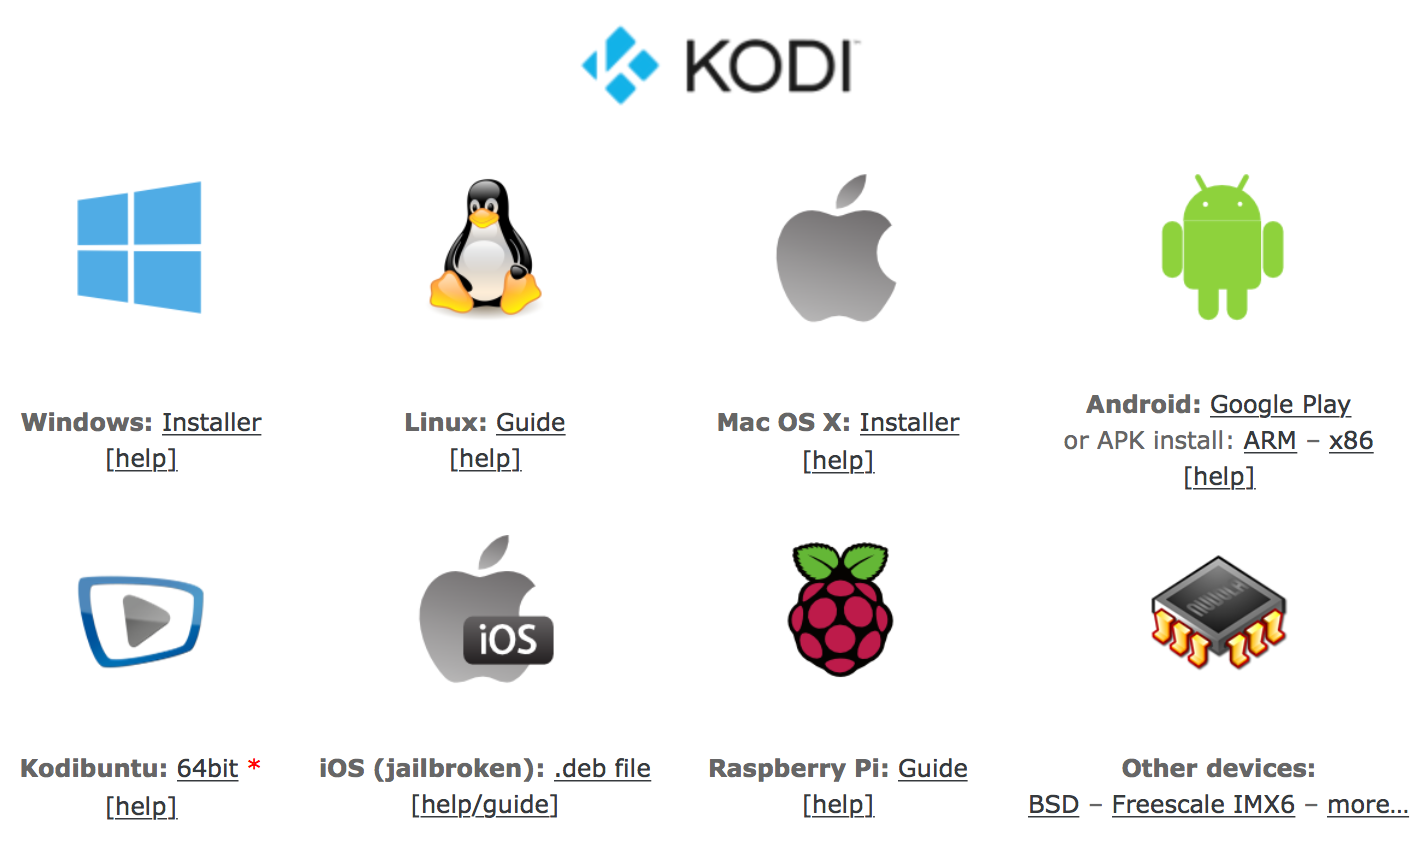 KODI
Windows: Installer
[help]
Linux: Guide
[help]
Mac OS X: Installer
[help]
Android: Google Play
or APK install: ARM – x86
[help]
iOS
Kodibuntu: 64bit *
[help]
iOS (jailbroken): .deb file
[help/guide]
Raspberry Pi: Guide
[help]
Other devices:
BSD – Freescale IMX6 – more...